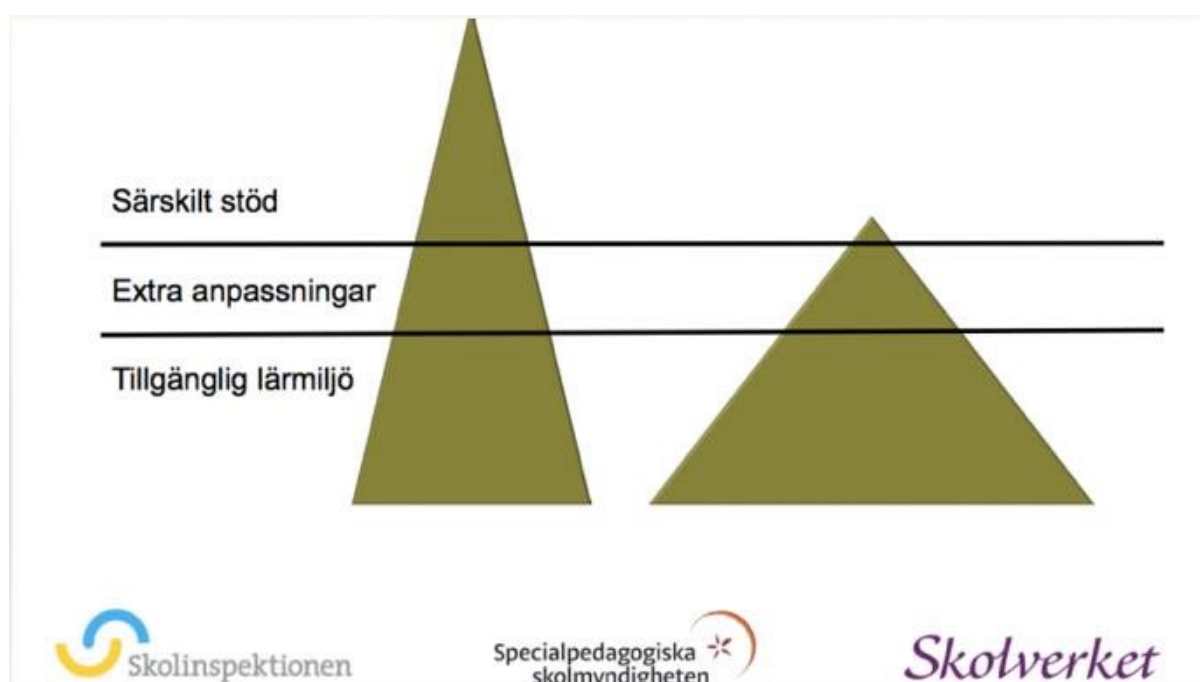 Särskilt stöd
Extra anpassningar
Tillgänglig lärmiljö
Skolinspektionen
Specialpedagogiska
skolmyndigheten
Skolverket